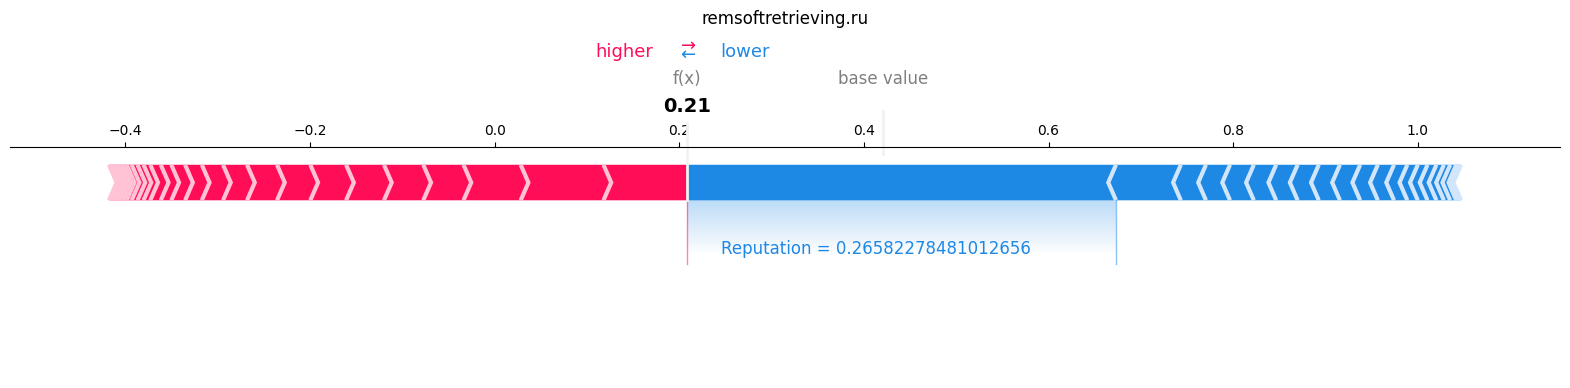 remsoftretrieving.ru
higher ⇄ lower
f(x) base value
0.21
−0.4 −0.2 0.0 0.2 0.4 0.6 0.8 1.0
Reputation = 0.26582278481012656